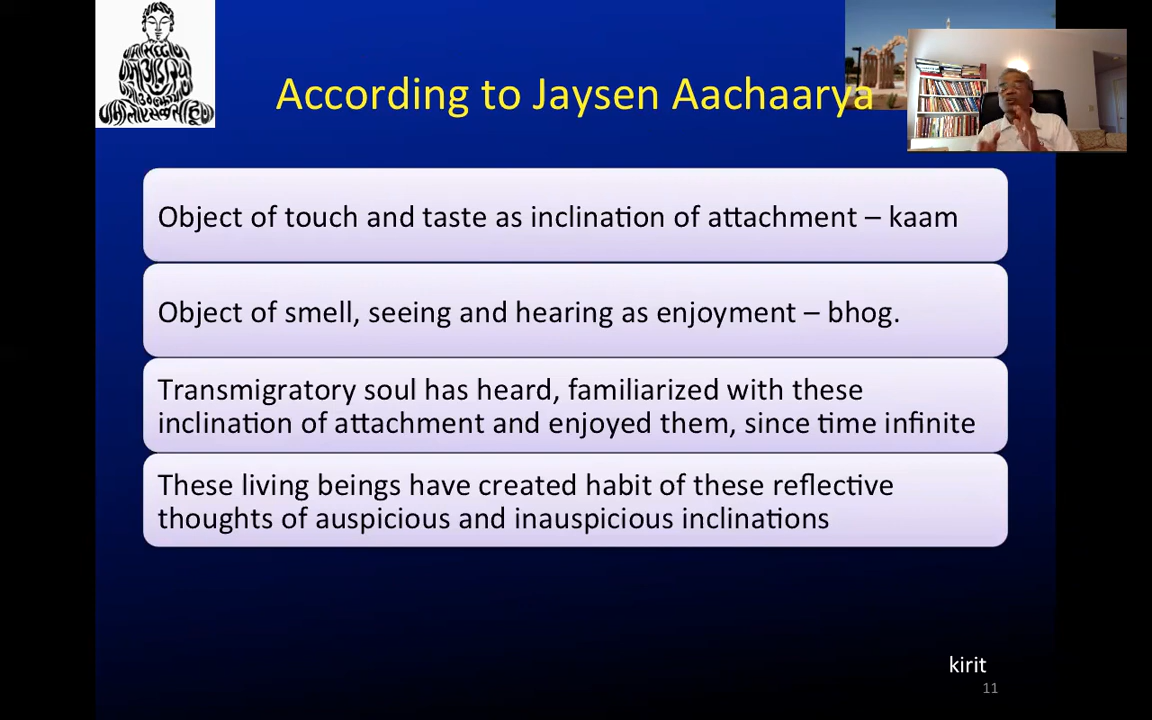 According to Jaysen Aachaarya
Object of touch and taste as inclination of attachment – kaam
Object of smell, seeing and hearing as enjoyment – bhog.
Transmigratory soul has heard, familiarized with these
inclination of attachment and enjoyed them, since time infinite
These living beings have created habit of these reflective
thoughts of auspicious and inauspicious inclinations
kirit
11